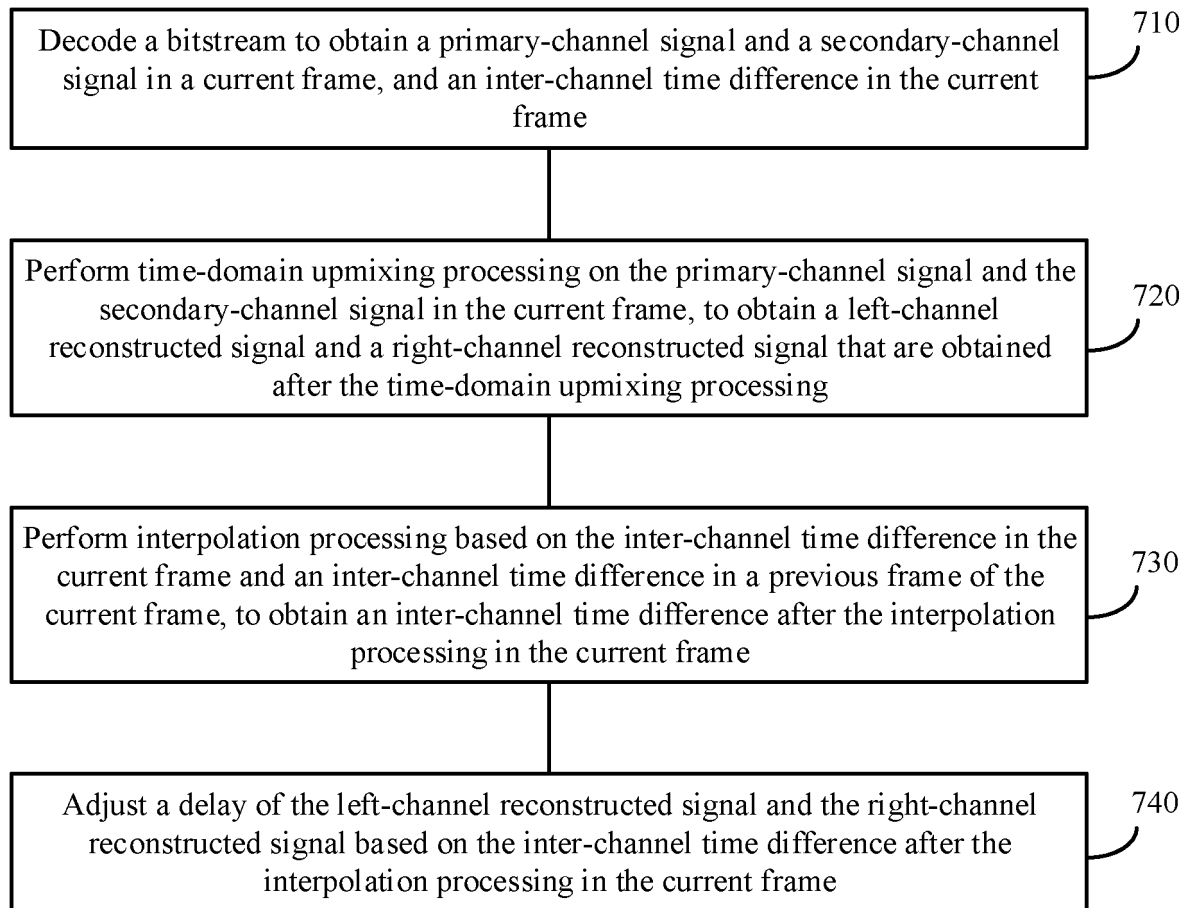 Decode a bitstream to obtain a primary-channel signal and a secondary-channel
signal in a current frame, and an inter-channel time difference in the current
frame
710
Perform time-domain upmixing processing on the primary-channel signal and the
secondary-channel signal in the current frame, to obtain a left-channel
reconstructed signal and a right-channel reconstructed signal that are obtained
after the time-domain upmixing processing
720
Perform interpolation processing based on the inter-channel time difference in the
current frame and an inter-channel time difference in a previous frame of the
current frame, to obtain an inter-channel time difference after the interpolation
processing in the current frame
730
Adjust a delay of the left-channel reconstructed signal and the right-channel
reconstructed signal based on the inter-channel time difference after the
interpolation processing in the current frame
740